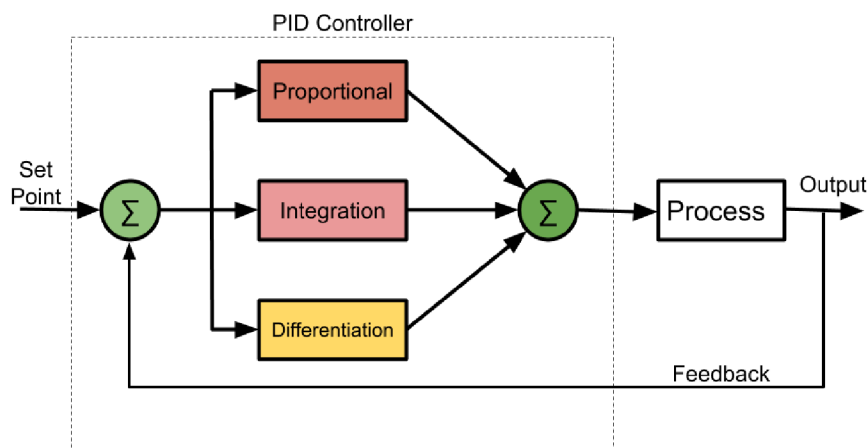 PID Controller
Proportional
Set
Point
Σ
Integration
Σ
Process
Output
Differentiation
Feedback